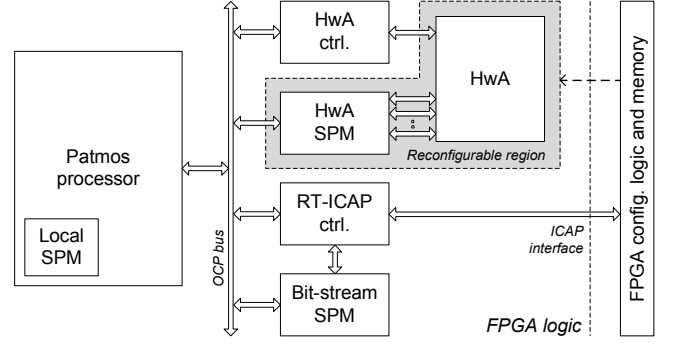 HwA
ctrl.
HwA
HwA
SPM
Reconfigurable region
Patmos
processor
Local
SPM
OCP bus
RT-ICAP
ctrl.
ICAP
interface
Bit-stream
SPM
FPGA logic
FPGA config. logic and memory